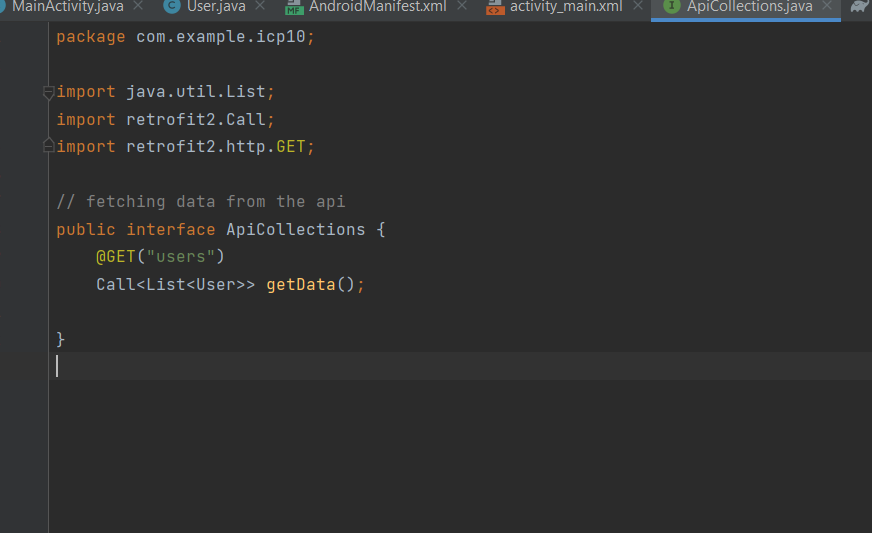 MainActivity.java
User.java
MF AndroidManifest.xml
<> activity_main.xml
I ApiCollections.java
package com.example.icp10;
import java.util.List;
import retrofit2.Call;
import retrofit2.http.GET;
// fetching data from the api
public interface ApiCollections {
@GET("users")
Call<List<User>> getData();
}